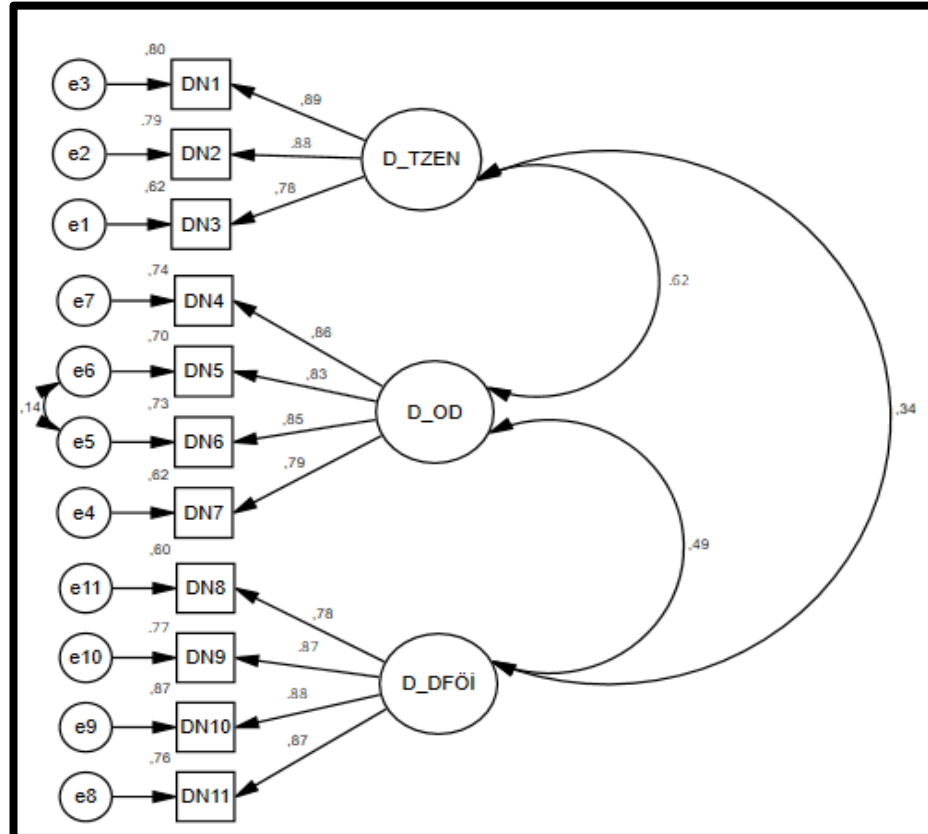 ,80
e3 DN1
,89
.79
e2 DN2
.88
D_TZEN
,62
e1 DN3
,78
.62
,74
e7 DN4
,86
,70
e6 DN5
,83
,14
,73
e5 DN6
,85
D_OD
,34
,62
e4 DN7
,79
,49
,60
e11 DN8
,78
.77
e10 DN9
.87
D_DFÖİ
,87
e9 DN10
.88
,76
e8 DN11
,87